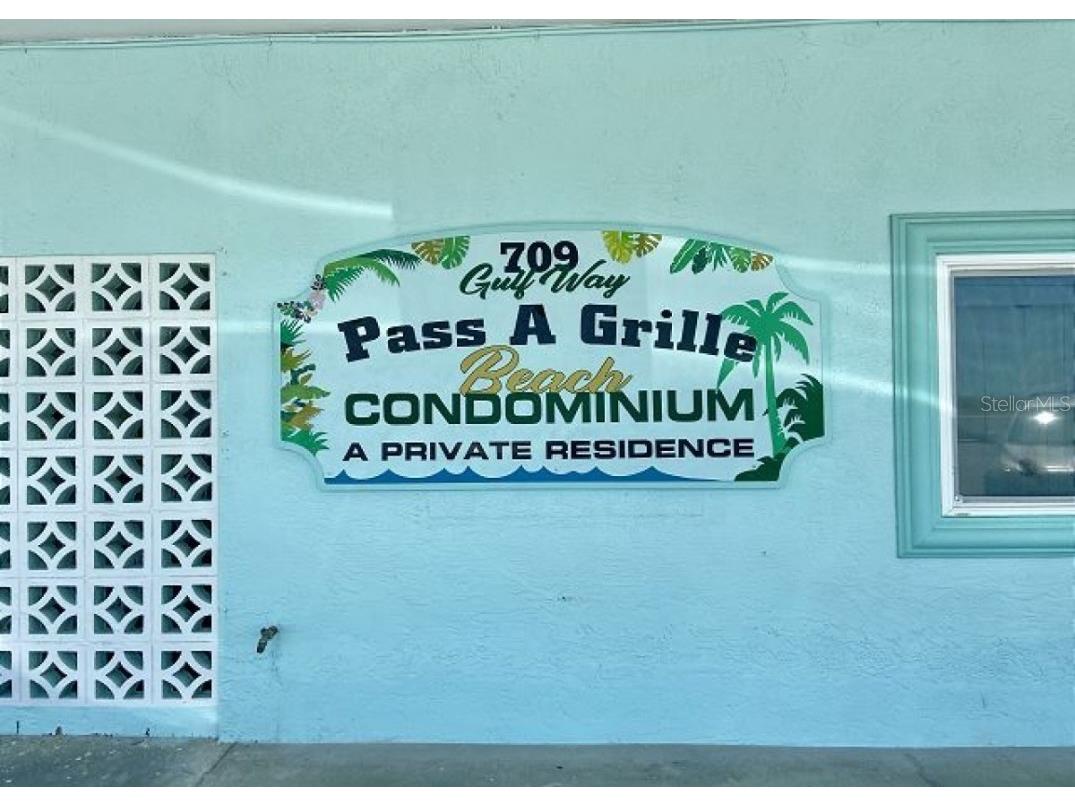 709
Gulf Way
Pass A Grille
Beach
CONDOMINIUM
A PRIVATE RESIDENCE
StellarMLS